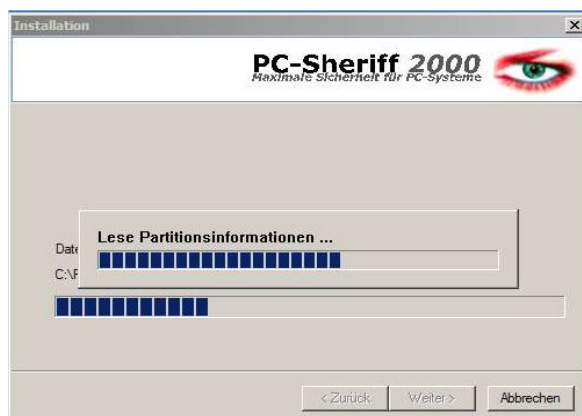 Installation
PC-Sheriff 2000
Maximale Sicherheit für PC-Systeme
Lese Partitionsinformationen ...
Date
C:\F
< Zurück
Weiter >
Abbrechen